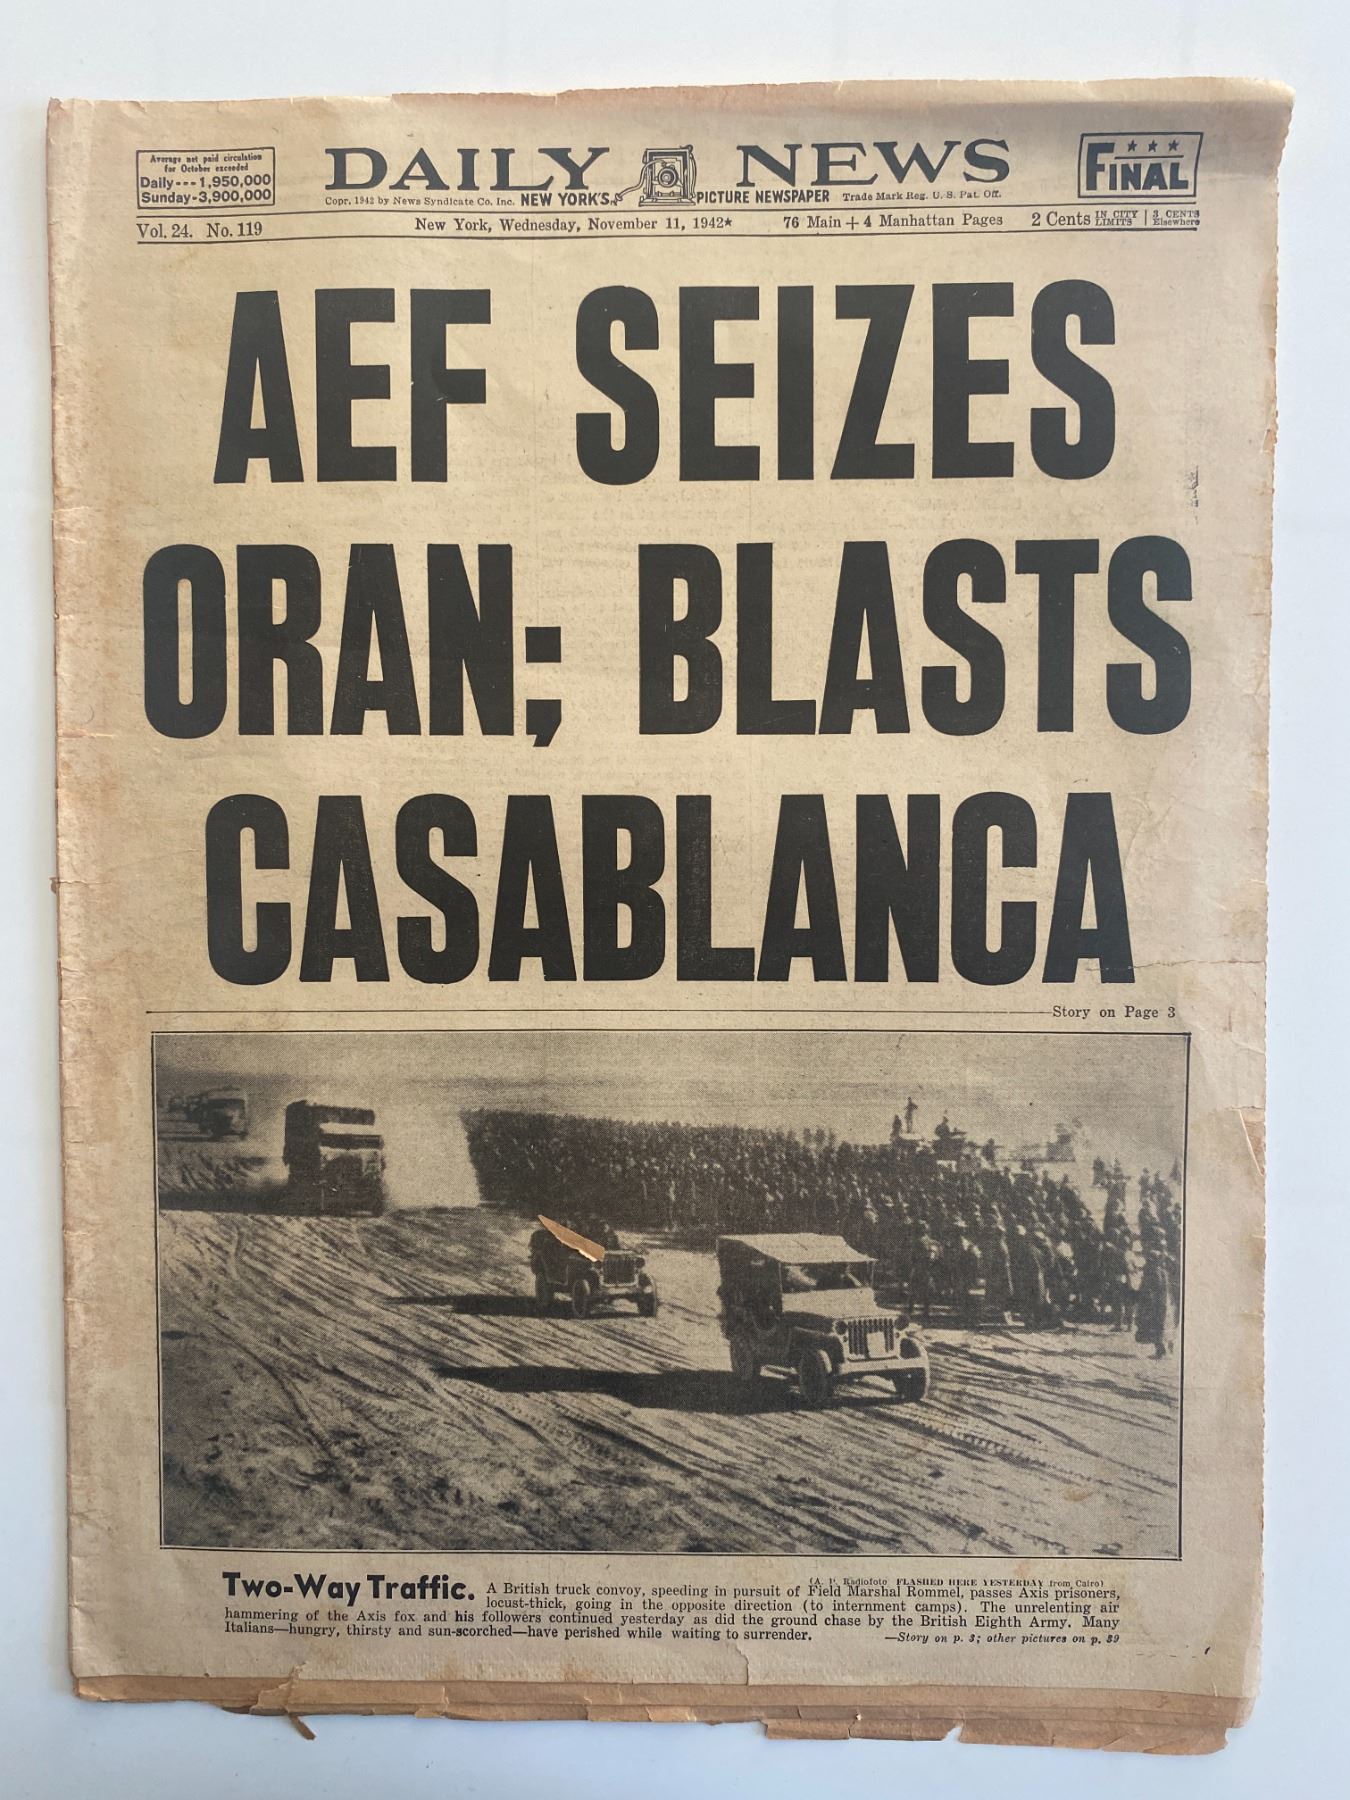 Average net paid circulation
for October exceeded
Daily---1,950,000
Sunday-3,900,000
DAILY NEWS
FINAL
Copr. 1942 by News Syndicate Co. Inc. NEW YORK'S PICTURE NEWSPAPER Trade Mark Reg. U. S. Pat. Off.
Vol. 24. No. 119 New York, Wednesday, November 11, 1942★ 76 Main + 4 Manhattan Pages 2 Cents IN CITY LIMITS | 3 CENTS Elsewhere
AEF SEIZES
ORAN; BLASTS
CASABLANCA
Story on Page 3
(A. P. Radiofoto FLASHED HERE YESTERDAY from Cairo)
Two-Way Traffic. A British truck convoy, speeding in pursuit of Field Marshal Rommel, passes Axis prisoners,
locust-thick, going in the opposite direction (to internment camps). The unrelenting air
hammering of the Axis fox and his followers continued yesterday as did the ground chase by the British Eighth Army. Many
Italians—hungry, thirsty and sun-scorched—have perished while waiting to surrender. —Story on p. 3; other pictures on p. 39